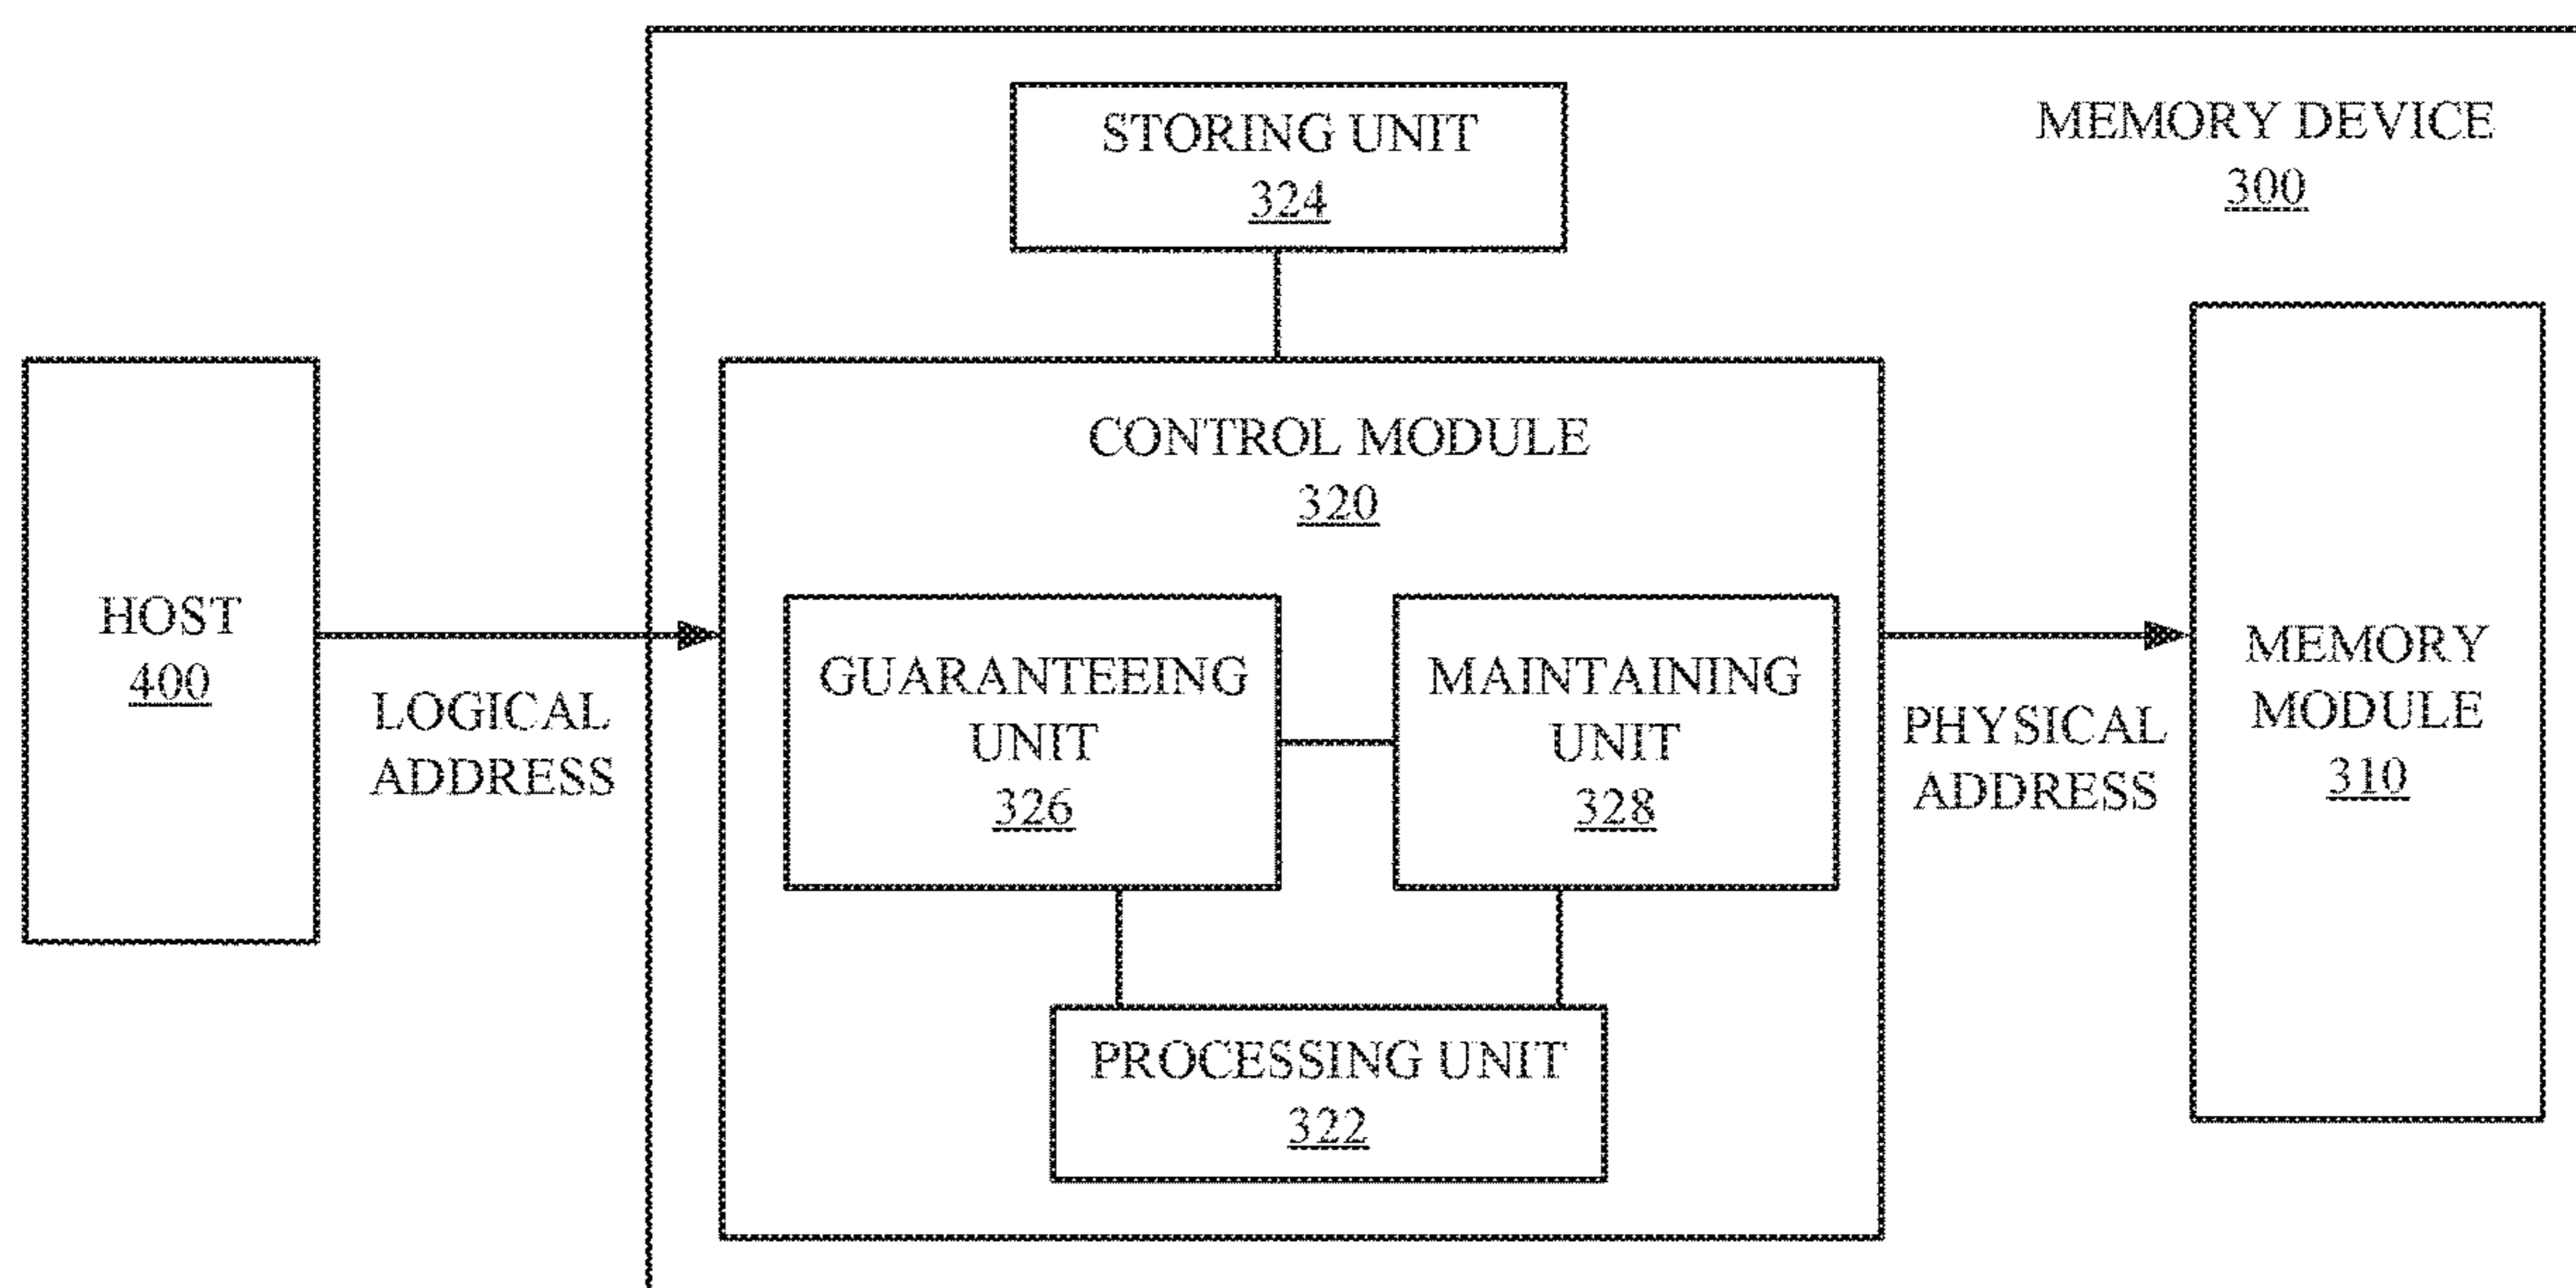 STORING UNIT
324
MEMORY DEVICE
300
CONTROL MODULE
320
HOST
400
LOGICAL
ADDRESS
GUARANTEEING
UNIT
326
MAINTAINING
UNIT
328
PHYSICAL
ADDRESS
MEMORY
MODULE
310
PROCESSING UNIT
322